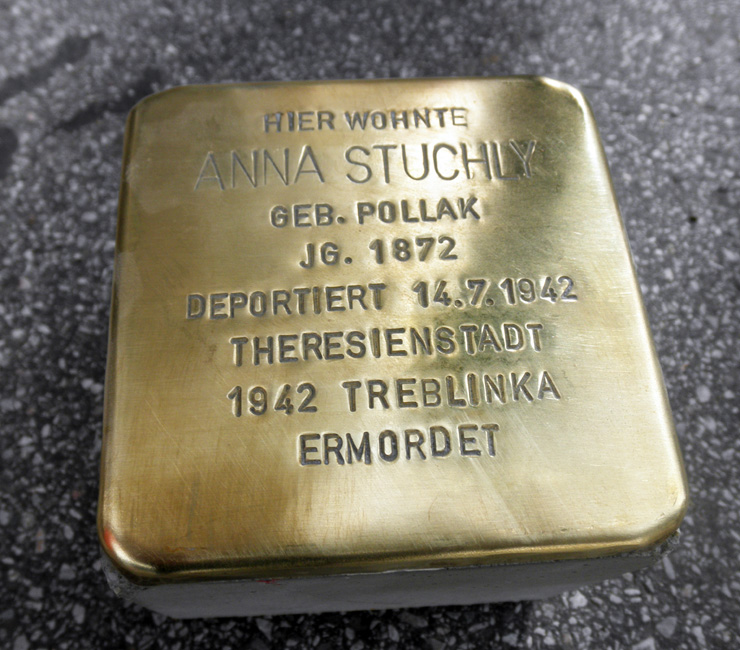 HIER WOHNTE
ANNA STUCHLY
GEB. POLLAK
JG. 1872
DEPORTIERT 14.7.1942
THERESIENSTADT
1942 TREBLINKA
ERMORDET